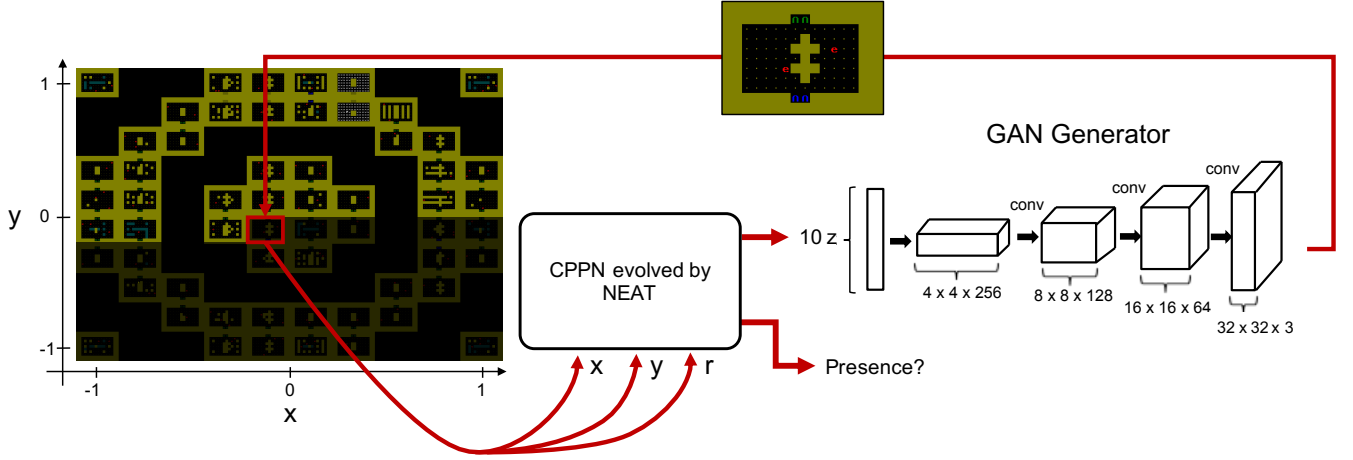 GAN Generator
1
y
0
-1
-1
0
1
x
CPPN evolved by
NEAT
x y r
10 z
Presence?
conv
conv
conv
4 x 4 x 256
8 x 8 x 128
16 x 16 x 64
32 x 32 x 3
e
e